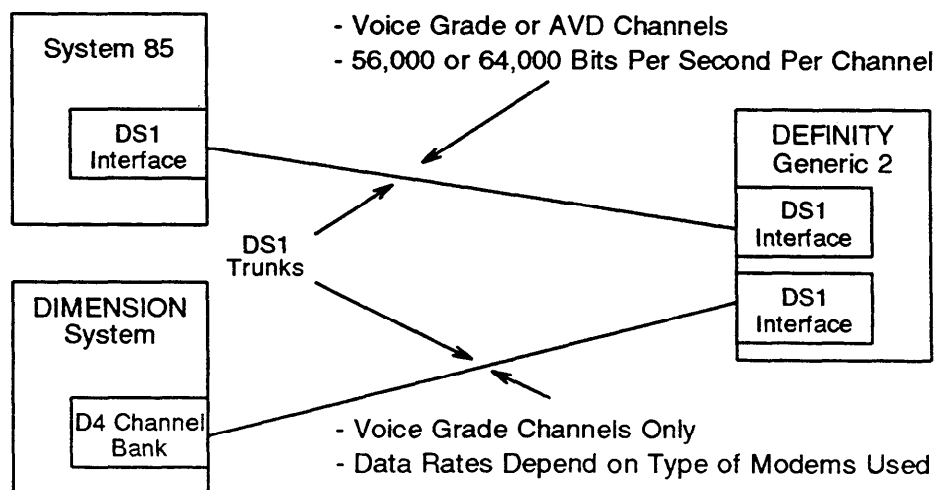 - Voice Grade or AVD Channels
- 56,000 or 64,000 Bits Per Second Per Channel
System 85
DS1
Interface
DEFINITY
Generic 2
DS1
Interface
DS1
Interface
DS1
Trunks
DIMENSION
System
D4 Channel
Bank
- Voice Grade Channels Only
- Data Rates Depend on Type of Modems Used